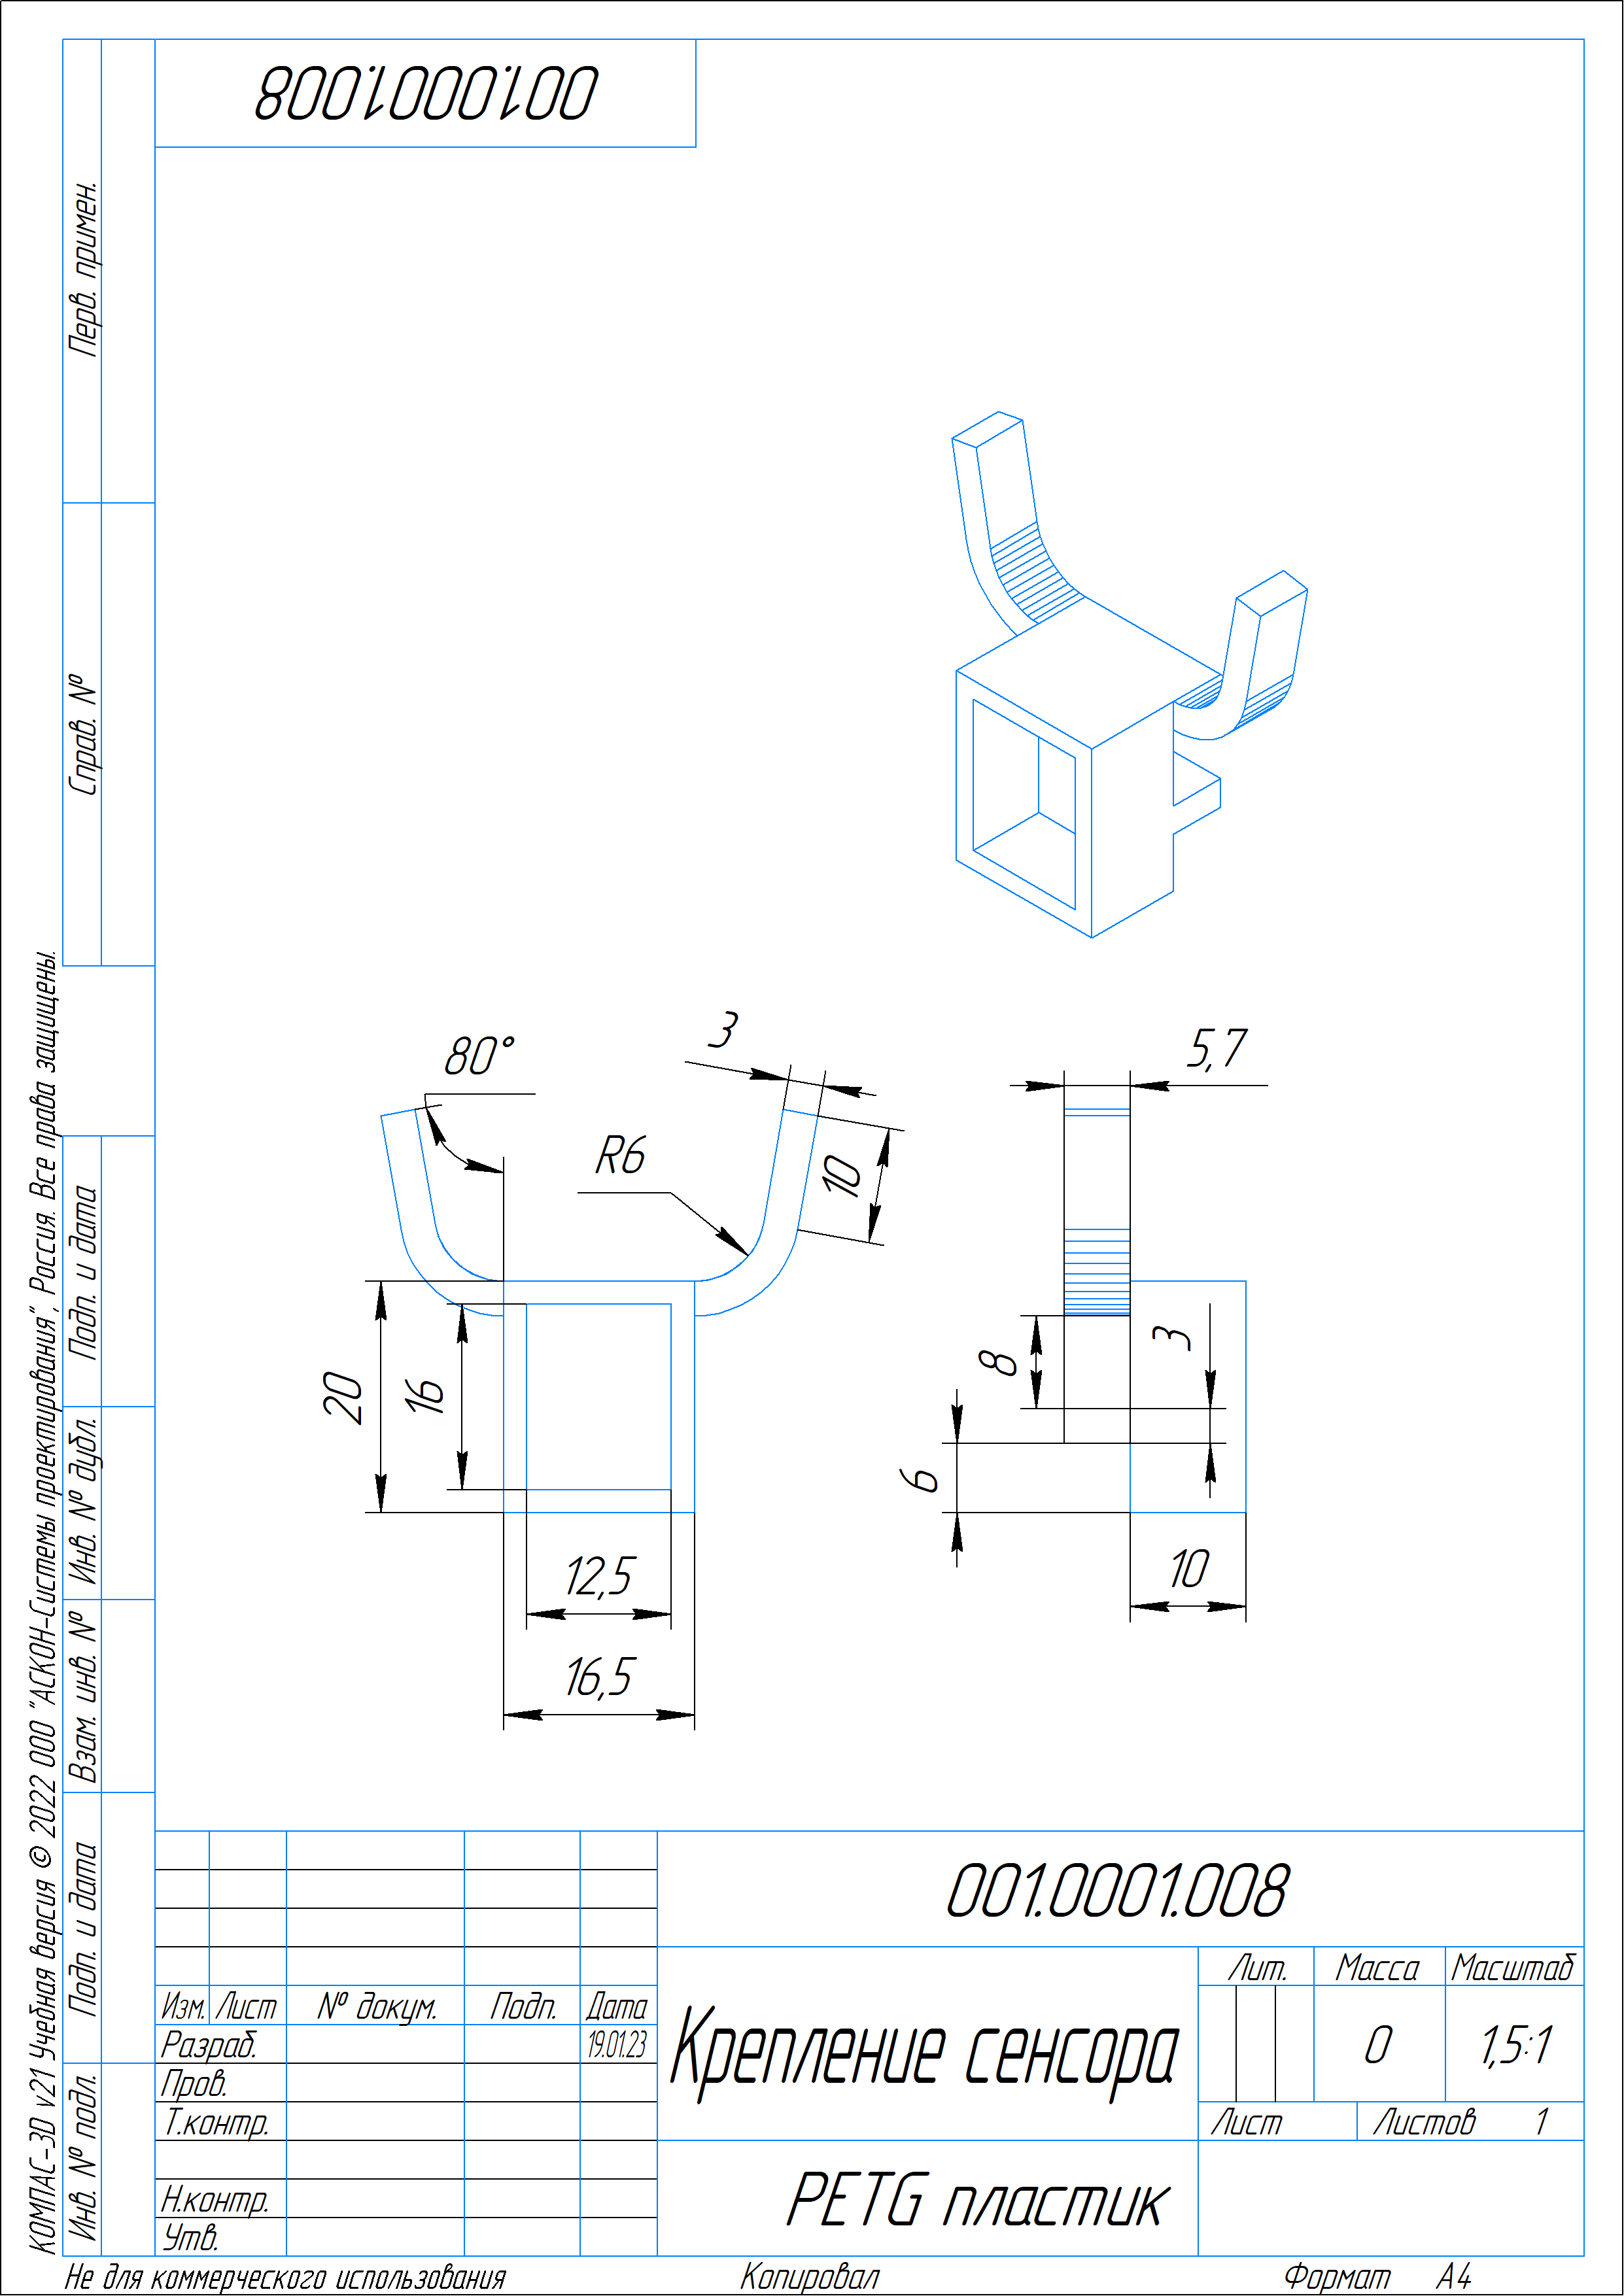 001.0001.008
Перв. примен.
Справ. №
Подп. и дата
Инв. № дубл.
Взам. инв. №
Подп. и дата
Инв. № подл.
КОМПАС-3D v21 Учебная версия © 2022 ООО "АСКОН-Системы проектирования", Россия. Все права защищены.
80°
3
5,7
R6
10
20
16
8
3
6
12,5
10
16,5
001.0001.008
Изм. Лист № докум. Подп. Дата
Разраб. 19.01.23
Пров.
Т.контр.
Н.контр.
Утв.
Крепление сенсора
Лит. Масса Масштаб
0 1,5:1
Лист Листов 1
PETG пластик
Не для коммерческого использования
Копировал
Формат А4